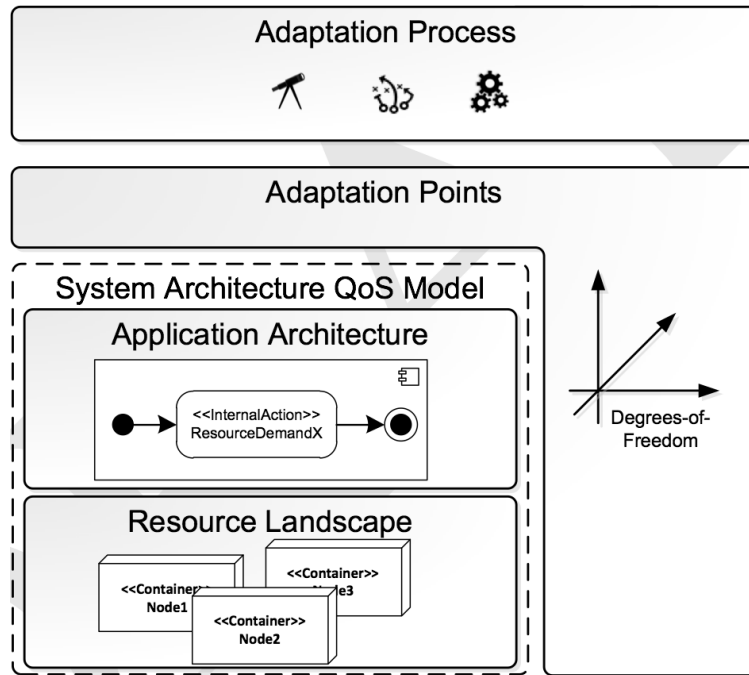 Adaptation Process
Adaptation Points
System Architecture QoS Model
Application Architecture
<<InternalAction>>
ResourceDemandX
Degrees-of-
Freedom
Resource Landscape
<<Container>>
Node1
<<Container>>
Node2
<<Container>>
Node3